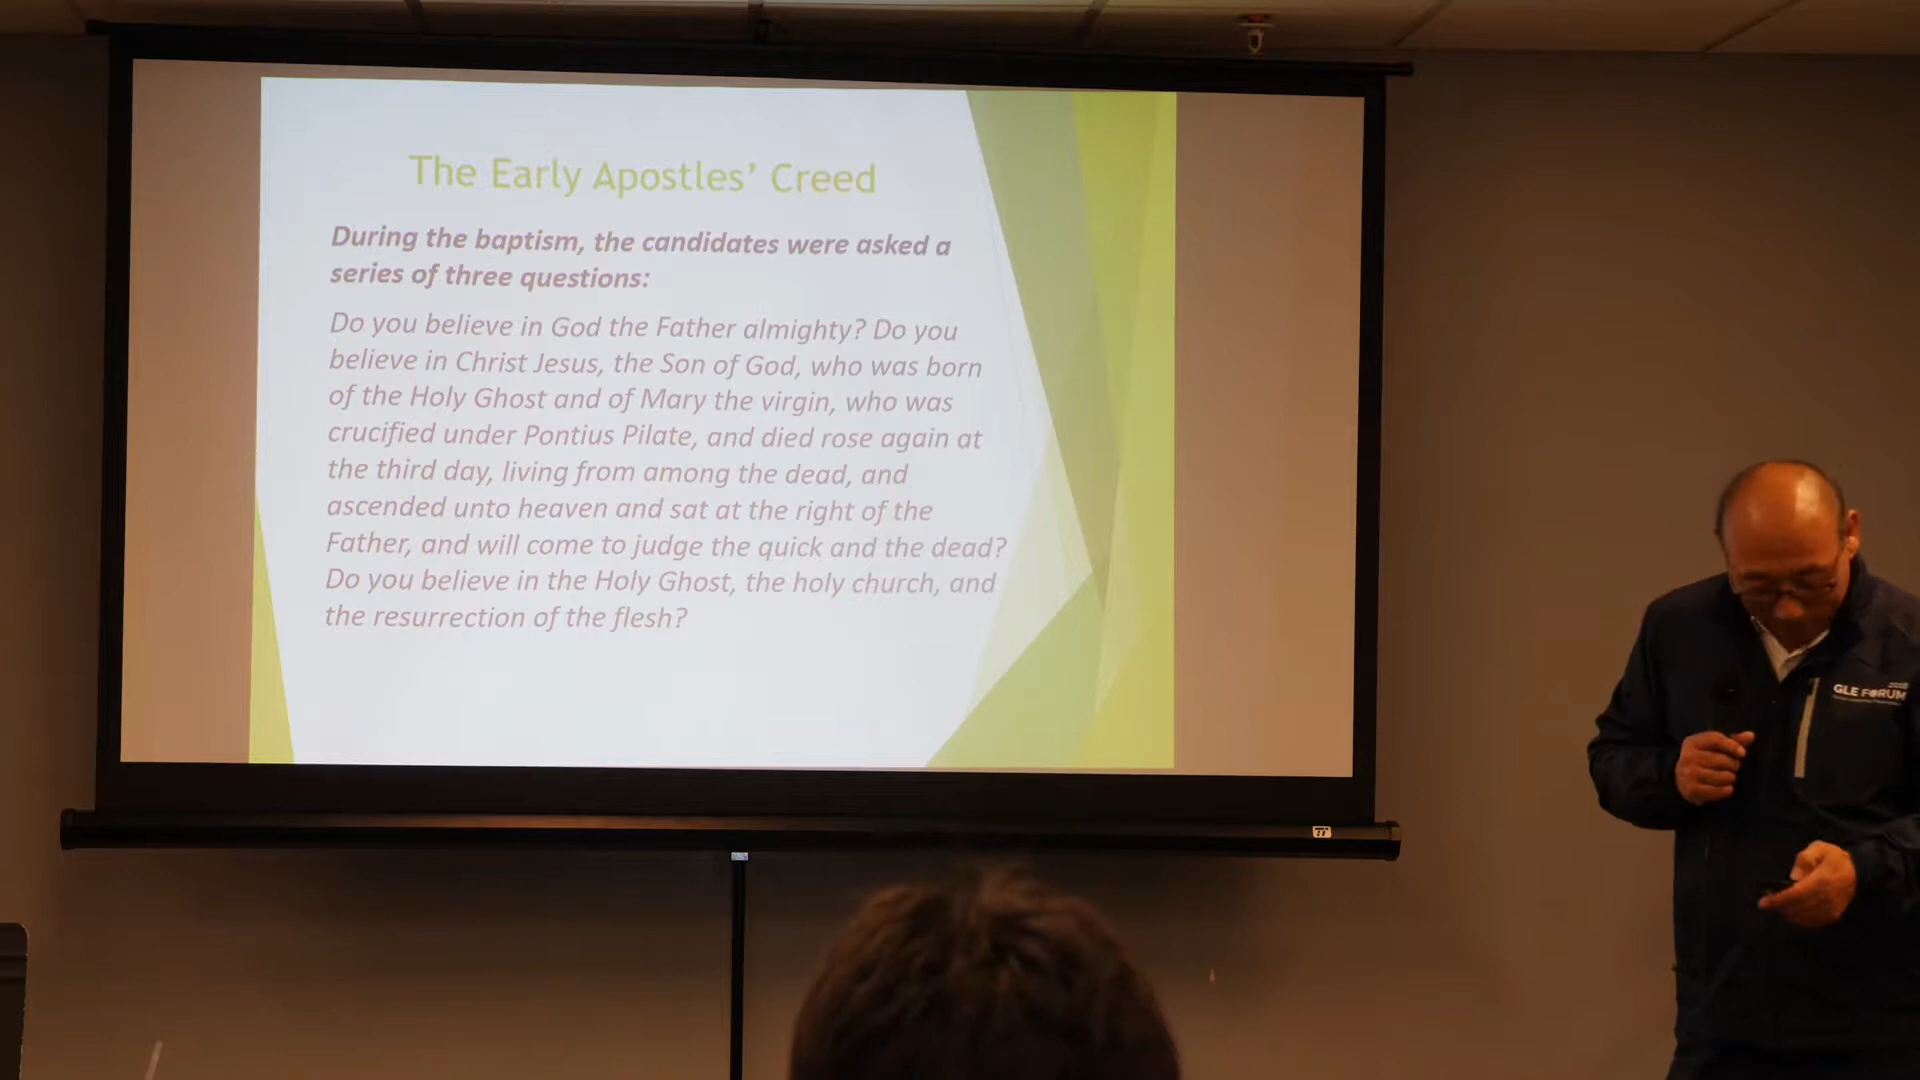 The Early Apostles’ Creed
During the baptism, the candidates were asked a
series of three questions:
Do you believe in God the Father almighty? Do you
believe in Christ Jesus, the Son of God, who was born
of the Holy Ghost and of Mary the virgin, who was
crucified under Pontius Pilate, and died rose again at
the third day, living from among the dead, and
ascended unto heaven and sat at the right of the
Father, and will come to judge the quick and the dead?
Do you believe in the Holy Ghost, the holy church, and
the resurrection of the flesh?
GLE FORUM